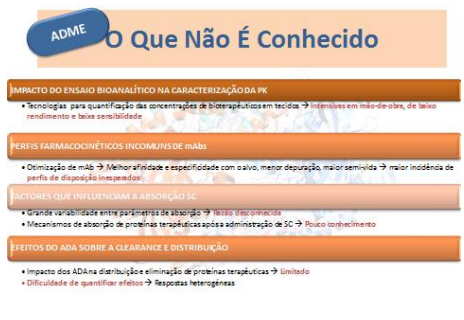 ADME
O Que Não É Conhecido
IMPACTO DO ENSAIO BIOANALÍTICO NA CARACTERIZAÇÃO DA PK
• Tecnologias para quantificação das concentrações de bioterapêuticos em tecidos → Intensivas em mão-de-obra, de baixo
rendimento e baixa sensibilidade
PERFIS FARMACOCINÉTICOS INCOMUNS DE mAbs
• Otimização de mAb → Melhor afinidade e especificidade com o alvo, menor depuração, maior semi-vida → maior incidência de
perfis de disposição inesperados
FACTORES QUE INFLUENCIAM A ABSORÇÃO SC
• Grande variabilidade entre parâmetros de absorção → Razão desconhecida
• Mecanismos de absorção de proteínas terapêuticas após a administração de SC → Pouco conhecimento
EFEITOS DO ADA SOBRE A CLEARANCE E DISTRIBUIÇÃO
• Impacto dos ADA na distribuição e eliminação de proteínas terapêuticas → Limitado
• Dificuldade de quantificar efeitos → Respostas heterogéneas